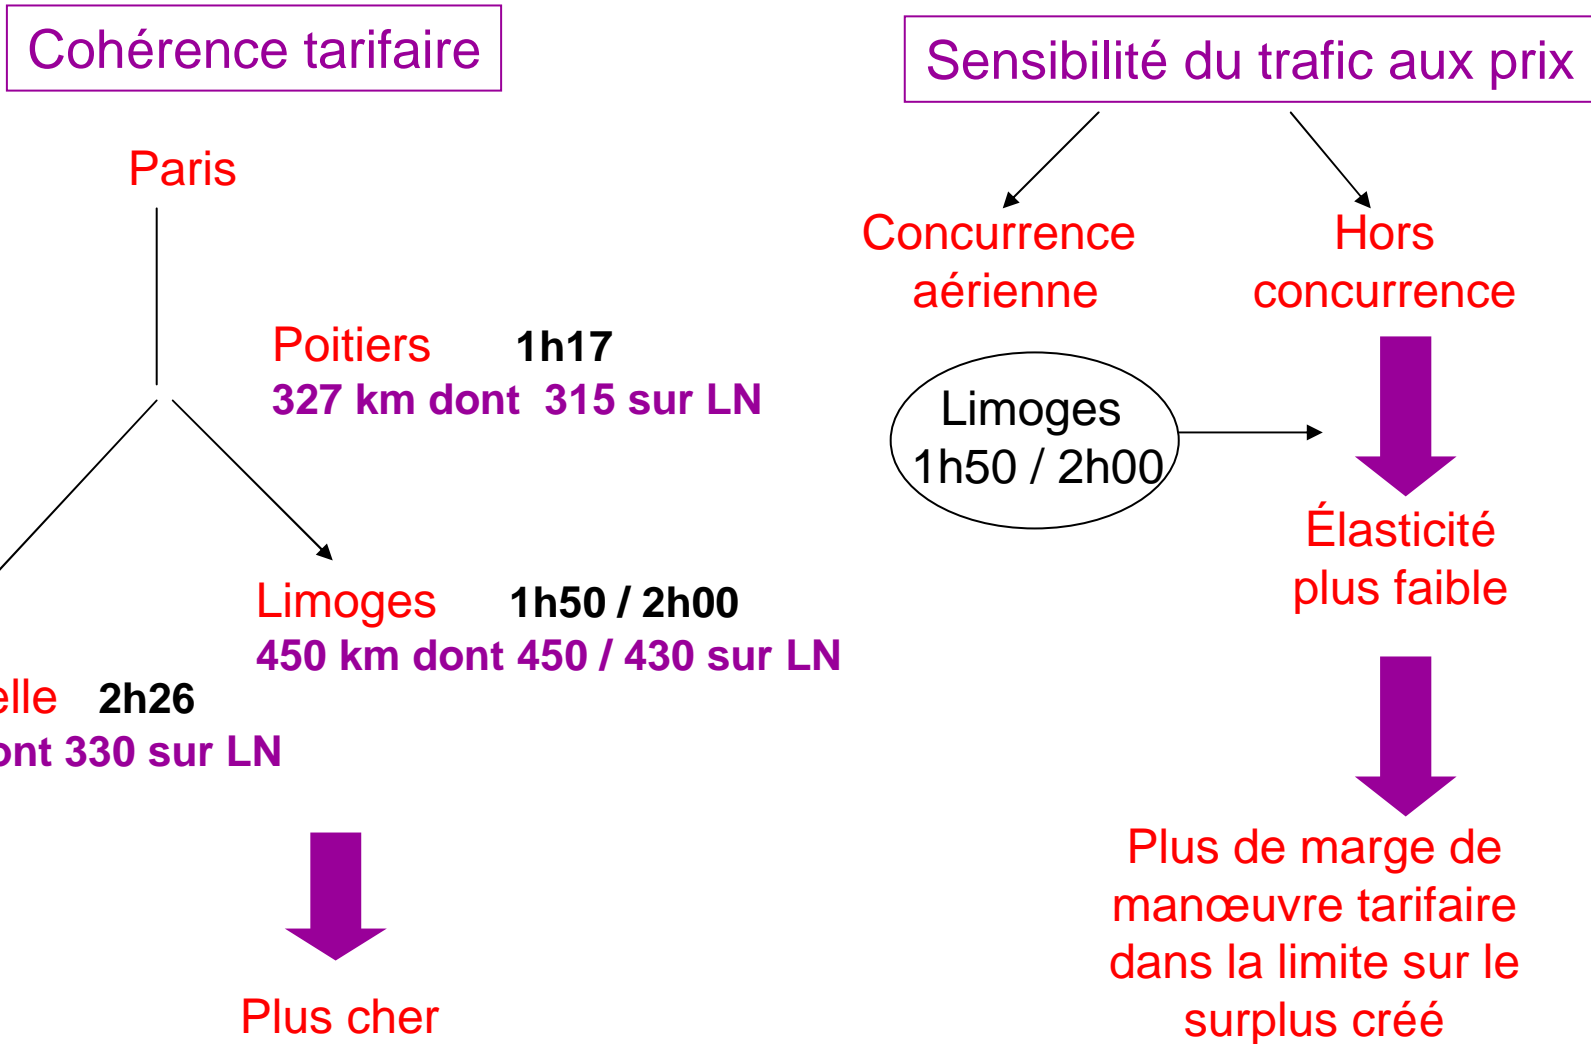 Cohérence tarifaire
Paris
Poitiers 1h17
327 km dont 315 sur LN
Limoges 1h50 / 2h00
450 km dont 450 / 430 sur LN
elle 2h26
ont 330 sur LN
Plus cher
Sensibilité du trafic aux prix
Concurrence
aérienne
Hors
concurrence
Limoges
1h50 / 2h00
Élasticité
plus faible
Plus de marge de
manœuvre tarifaire
dans la limite sur le
surplus créé